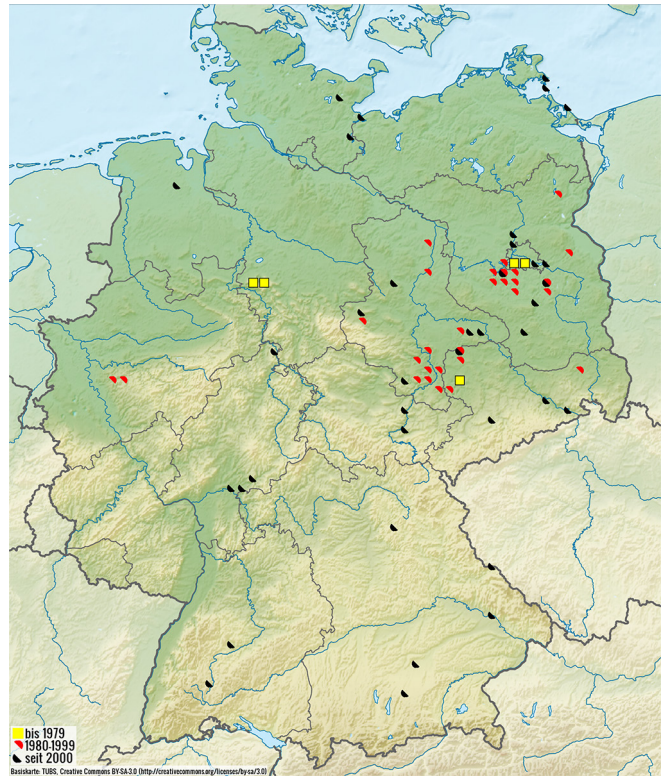 bis 1979
1980-1999
seit 2000
Basiskarte: TUBS, Creative Commons BY-SA-3.0 (http://creativecommons.org/licenses/by-sa/3.0)